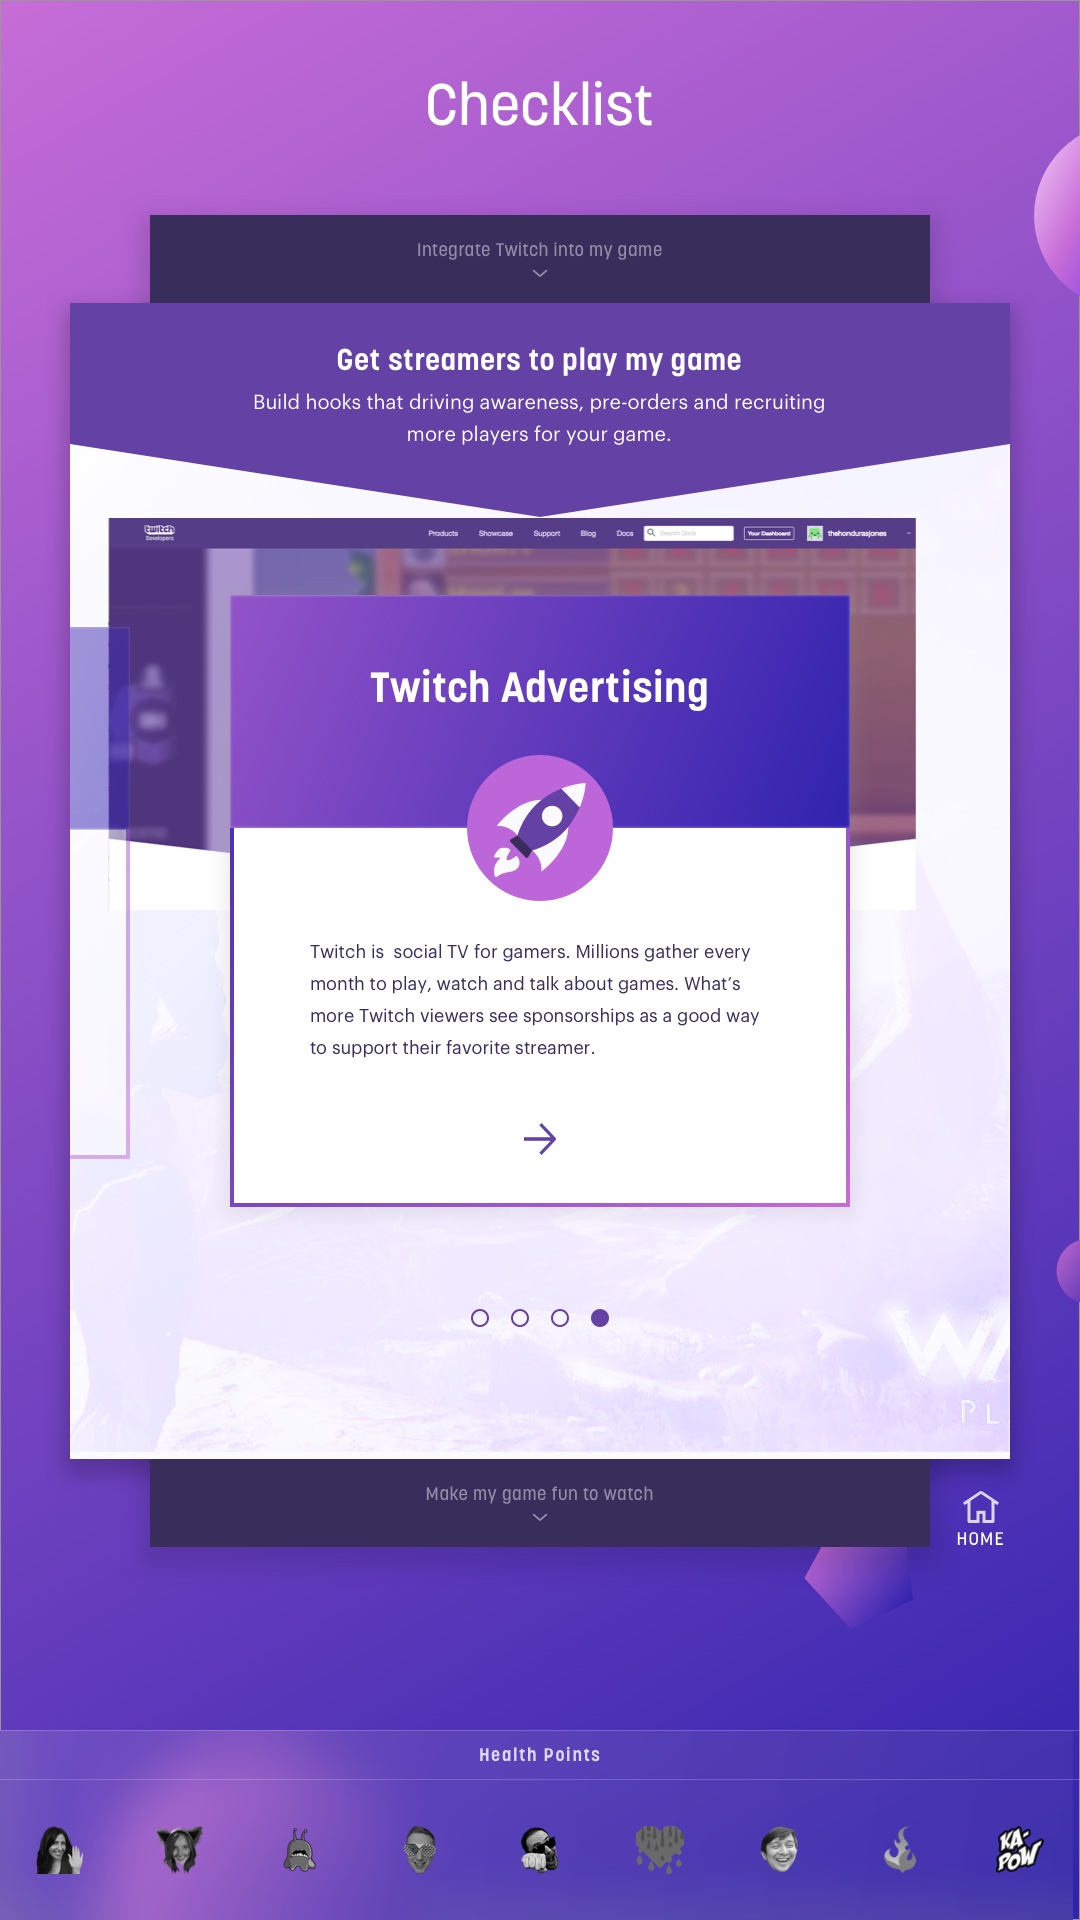 Checklist
Integrate Twitch into my game
Get streamers to play my game
Build hooks that driving awareness, pre-orders and recruiting
more players for your game.
twitch
Developers
Products Showcase Support Blog Docs Search Docs Your Dashboard thehondurasjones
Twitch Advertising
Twitch is  social TV for gamers. Millions gather every
month to play, watch and talk about games. What’s
more Twitch viewers see sponsorships as a good way
to support their favorite streamer.
WA
PL
Make my game fun to watch
HOME
Health Points
KA-
POW